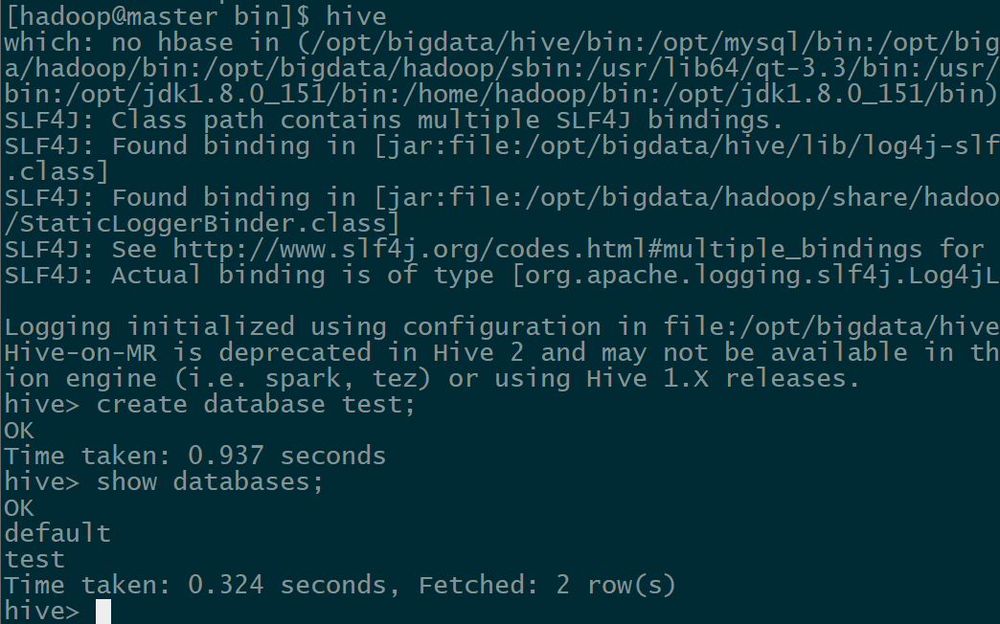 [hadoop@master bin]$ hive
which: no hbase in (/opt/bigdata/hive/bin:/opt/mysql/bin:/opt/big
a/hadoop/bin:/opt/bigdata/hadoop/sbin:/usr/lib64/qt-3.3/bin:/usr/
bin:/opt/jdk1.8.0_151/bin:/home/hadoop/bin:/opt/jdk1.8.0_151/bin)
SLF4J: Class path contains multiple SLF4J bindings.
SLF4J: Found binding in [jar:file:/opt/bigdata/hive/lib/log4j-slf
.class]
SLF4J: Found binding in [jar:file:/opt/bigdata/hadoop/share/hadoo
/StaticLoggerBinder.class]
SLF4J: See http://www.slf4j.org/codes.html#multiple_bindings for
SLF4J: Actual binding is of type [org.apache.logging.slf4j.Log4jL
Logging initialized using configuration in file:/opt/bigdata/hive
Hive-on-MR is deprecated in Hive 2 and may not be available in th
ion engine (i.e. spark, tez) or using Hive 1.X releases.
hive> create database test;
OK
Time taken: 0.937 seconds
hive> show databases;
OK
default
test
Time taken: 0.324 seconds, Fetched: 2 row(s)
hive>